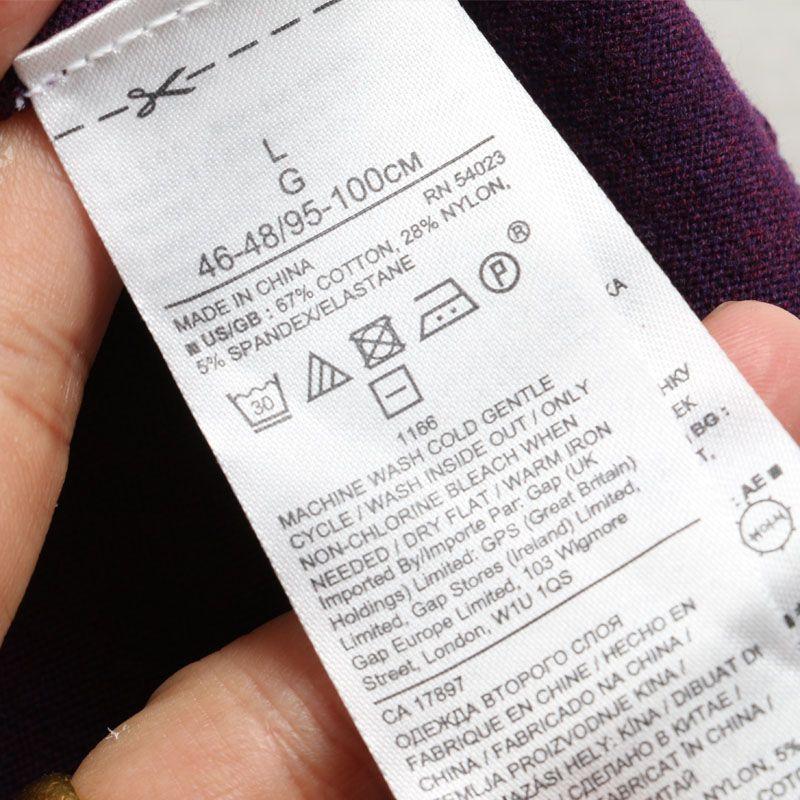 L
G
46-48/95-100CM
RN 54023
MADE IN CHINA
■ US/GB : 67% COTTON, 28% NYLON,
5% SPANDEX/ELASTANE
P®
30
1166
MACHINE WASH COLD GENTLE
CYCLE / WASH INSIDE OUT / ONLY
NON-CHLORINE BLEACH WHEN
NEEDED / DRY FLAT / WARM IRON
Imported By/Importe Par: Gap (UK
Holdings) Limited: GPS (Great Britain)
Limited, Gap Stores (Ireland) Limited,
Gap Europe Limited, 103 Wigmore
Street, London, W1U 1QS
CA 17897
ОДЕЖДА ВТОРОГО СЛОЯ
FABRIQUE EN CHINE / HECHO EN
CHINA / FABRICADO NA CHINA /
ZEMLJA PROIZVODNJE KINA /
SZÁRMAZÁSI HELY: KÍNA / DIBUAT DI
СДЕЛАНО В КИТАЕ /
FABRICAT ÎN CHINA /
NYLON, 5%
BG :
AE ■